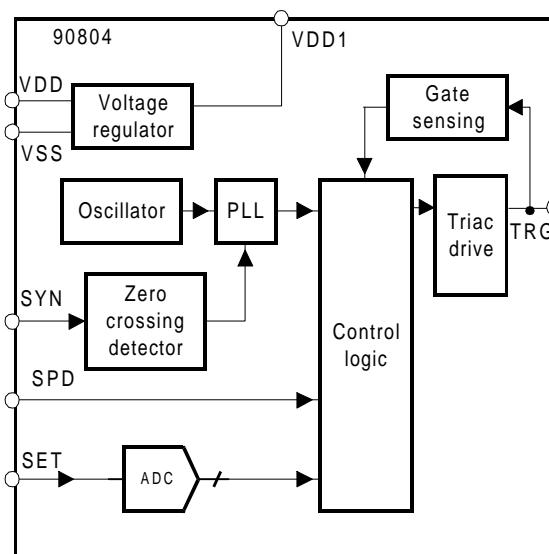 90804
VDD1
VDD
Voltage
regulator
VSS
Gate
sensing
Oscillator
PLL
Triac
drive
TRG
SYN
Zero
crossing
detector
Control
logic
SPD
SET
ADC